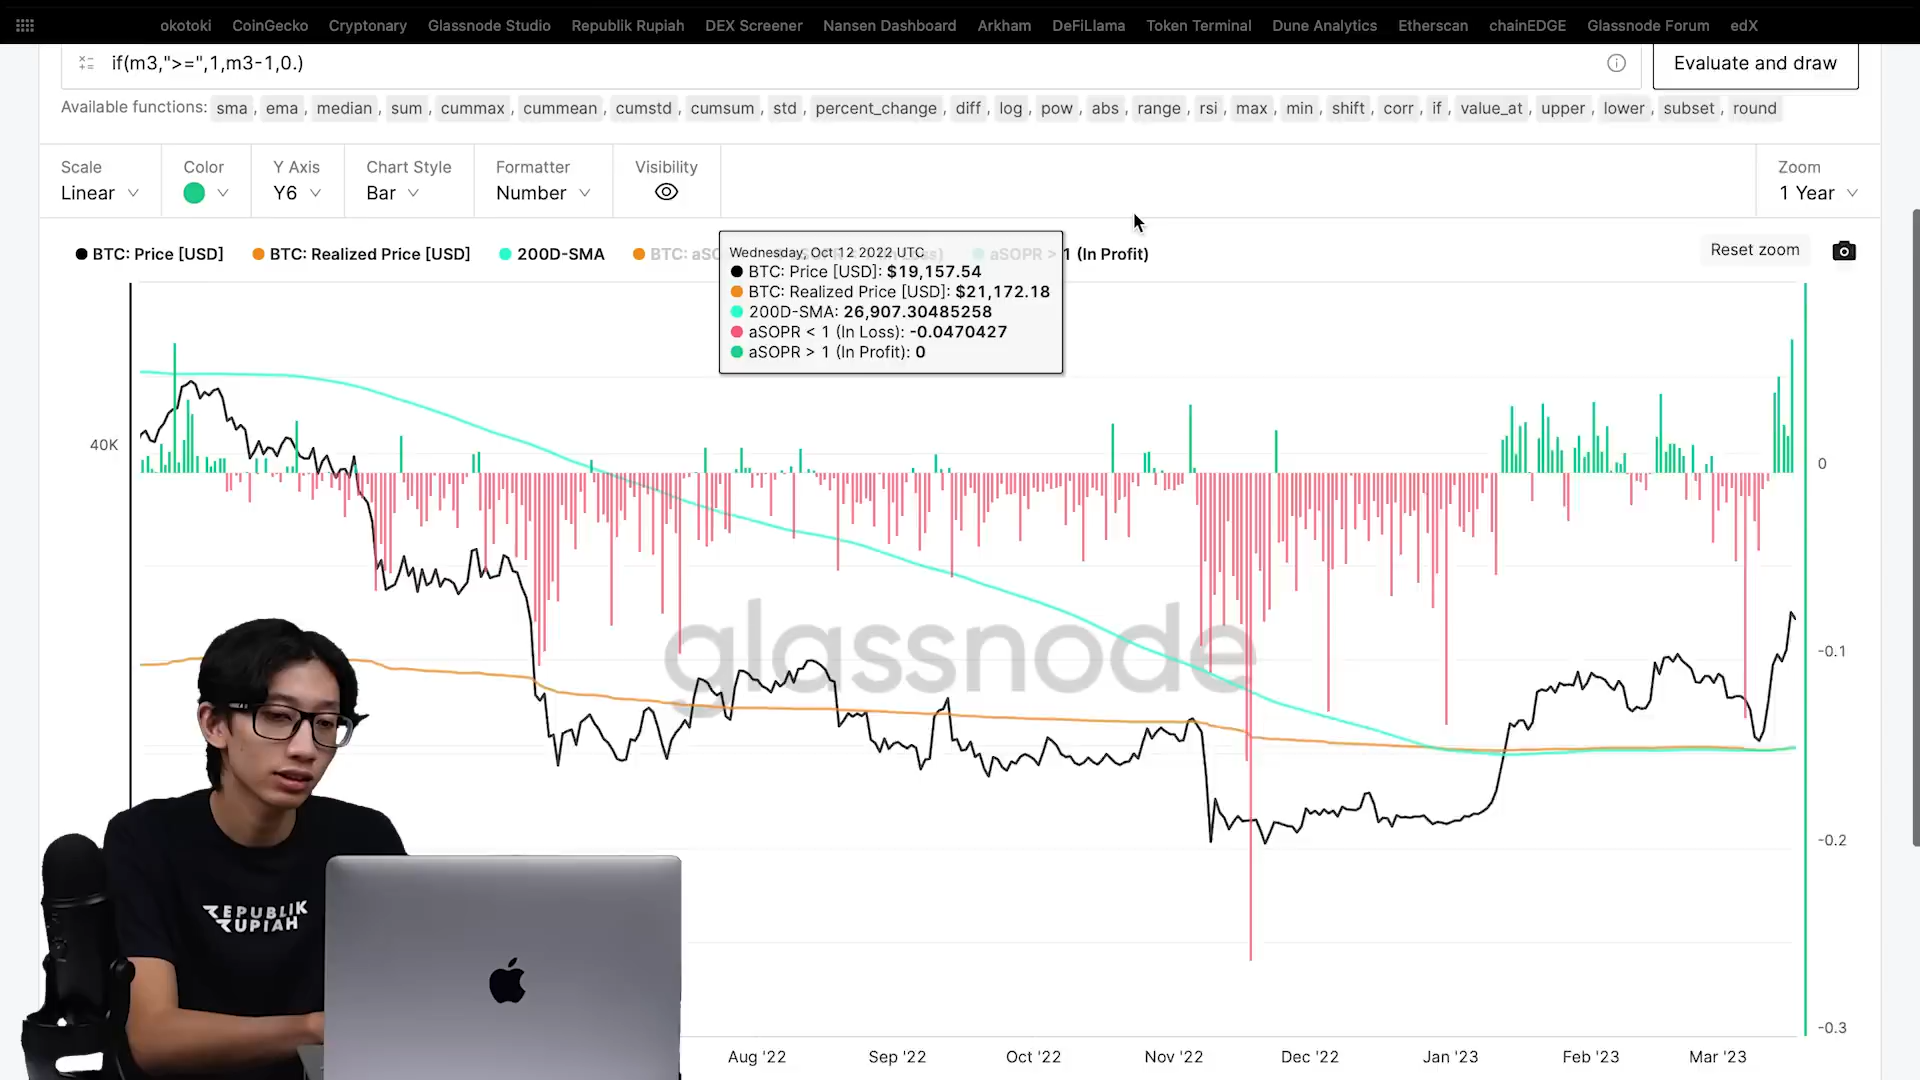 okotoki CoinGecko Cryptonary Glassnode Studio Republik Rupiah DEX Screener Nansen Dashboard Arkham DeFiLlama Token Terminal Dune Analytics Etherscan chainEDGE Glassnode Forum edX
if(m3,">=",1,m3-1,0.)
Evaluate and draw
Available functions: sma , ema , median , sum , cummax , cummean , cumstd , cumsum , std , percent_change , diff , log , pow , abs , range , rsi , max , min , shift , corr , if , value_at , upper , lower , subset , round
Scale Color Y Axis Chart Style Formatter Visibility Zoom
Linear Y6 Bar Number 1 Year
BTC: Price [USD] BTC: Realized Price [USD] 200D-SMA BTC: aSO aSOPR > 1 (In Profit)
Reset zoom
Wednesday, Oct 12 2022 UTC
BTC: Price [USD]: $19,157.54
BTC: Realized Price [USD]: $21,172.18
200D-SMA: 26,907.30485258
aSOPR < 1 (In Loss): -0.0470427
aSOPR > 1 (In Profit): 0
40K
0
glassnode
-0.1
-0.2
-0.3
REPUBLIK
RUPIAH
Aug '22 Sep '22 Oct '22 Nov '22 Dec '22 Jan '23 Feb '23 Mar '23